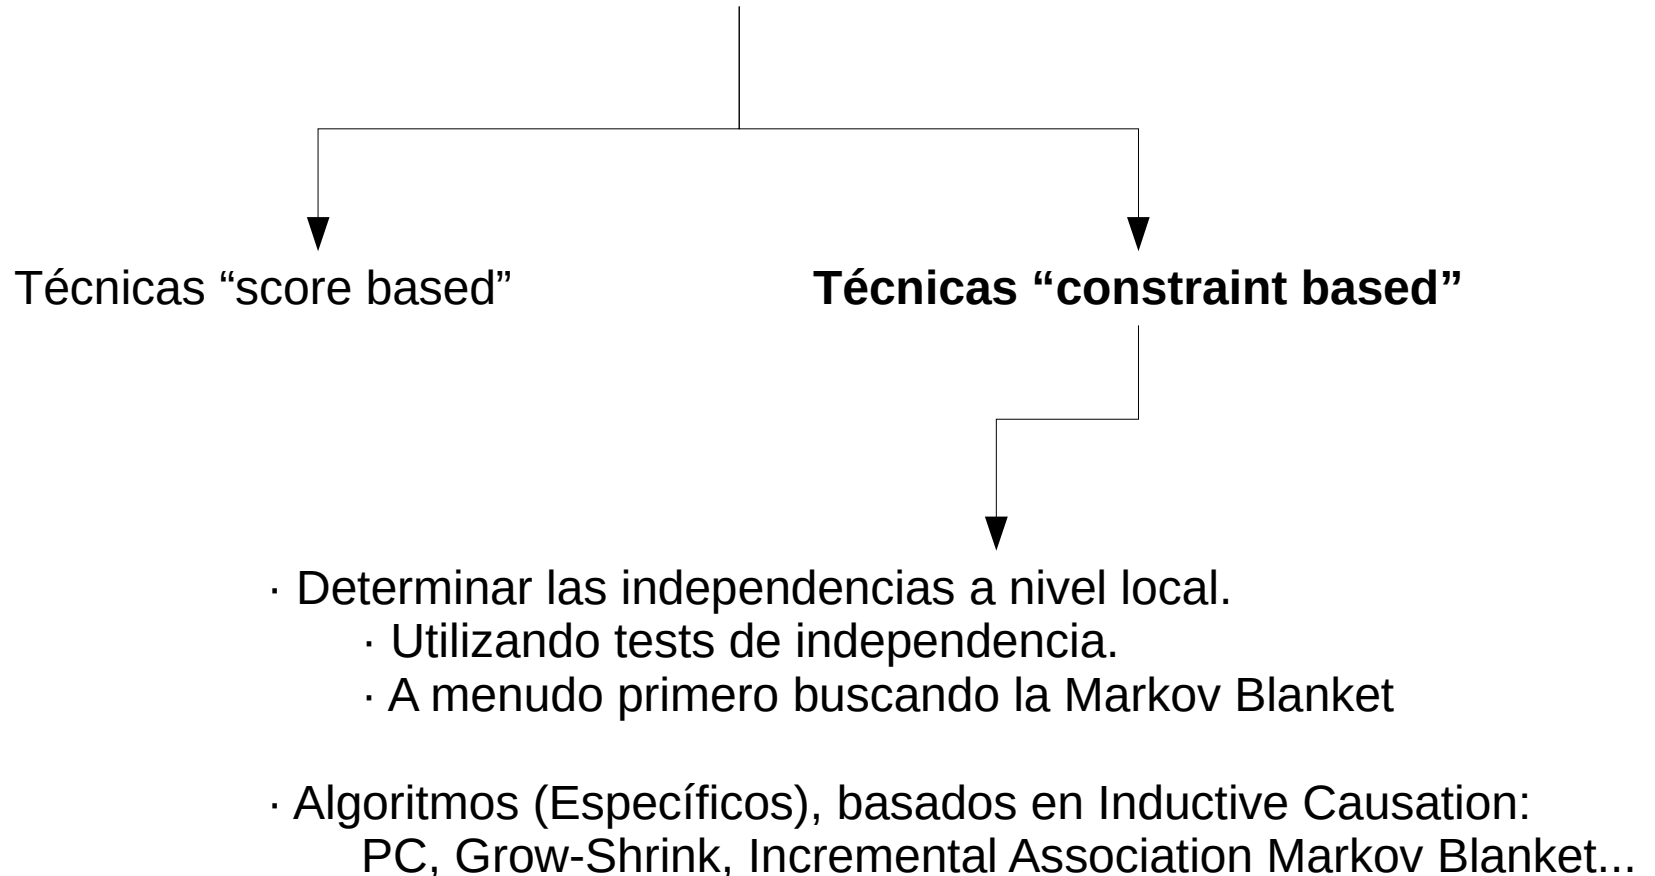 Técnicas “score based”
Técnicas “constraint based”
· Determinar las independencias a nivel local.
· Utilizando tests de independencia.
· A menudo primero buscando la Markov Blanket
· Algoritmos (Específicos), basados en Inductive Causation:
PC, Grow-Shrink, Incremental Association Markov Blanket...